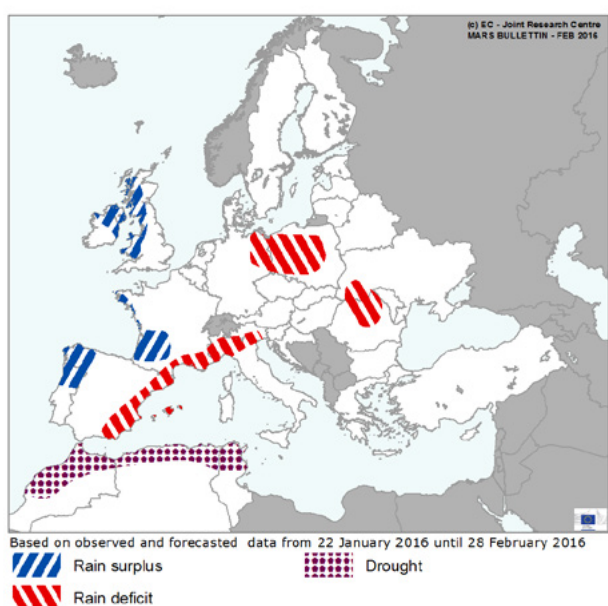 (c) EC - Joint Research Centre
MARS BULLETTIN - FEB 2016
Based on observed and forecasted data from 22 January 2016 until 28 February 2016
Rain surplus
Drought
Rain deficit